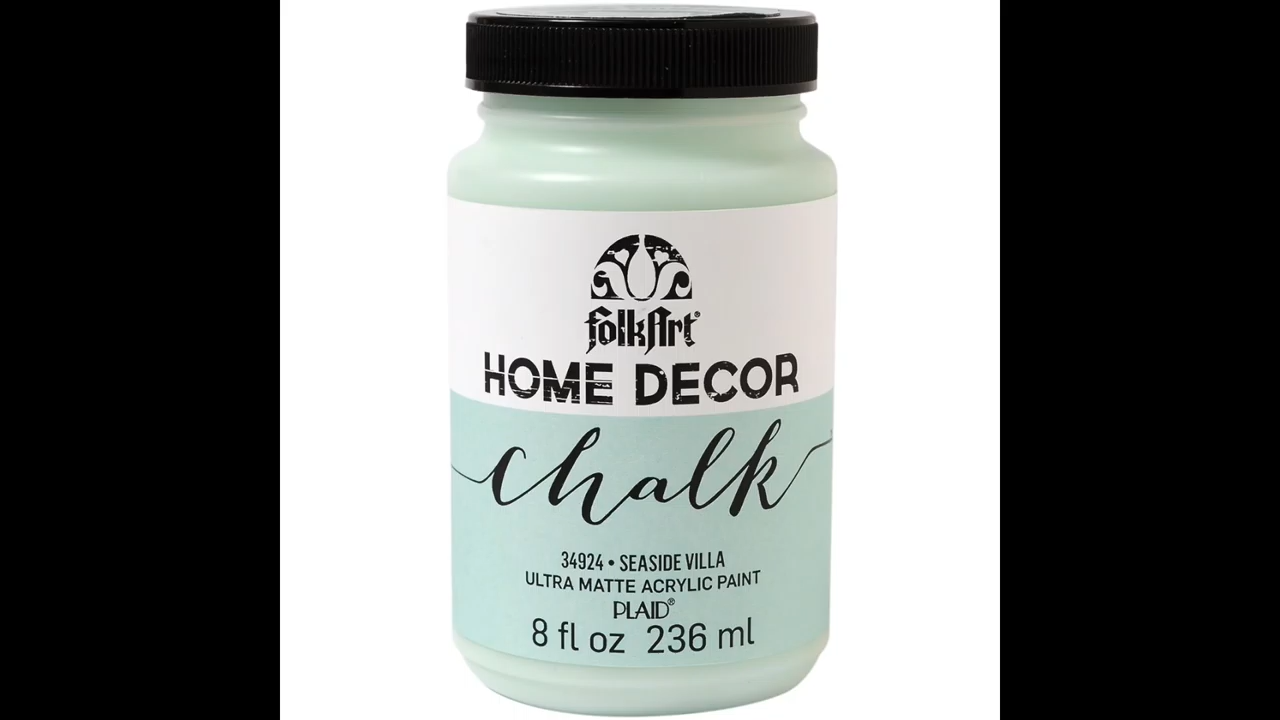 FolkArt®
HOME DECOR
chalk
34924 • SEASIDE VILLA
ULTRA MATTE ACRYLIC PAINT
PLAID®
8 fl oz 236 ml